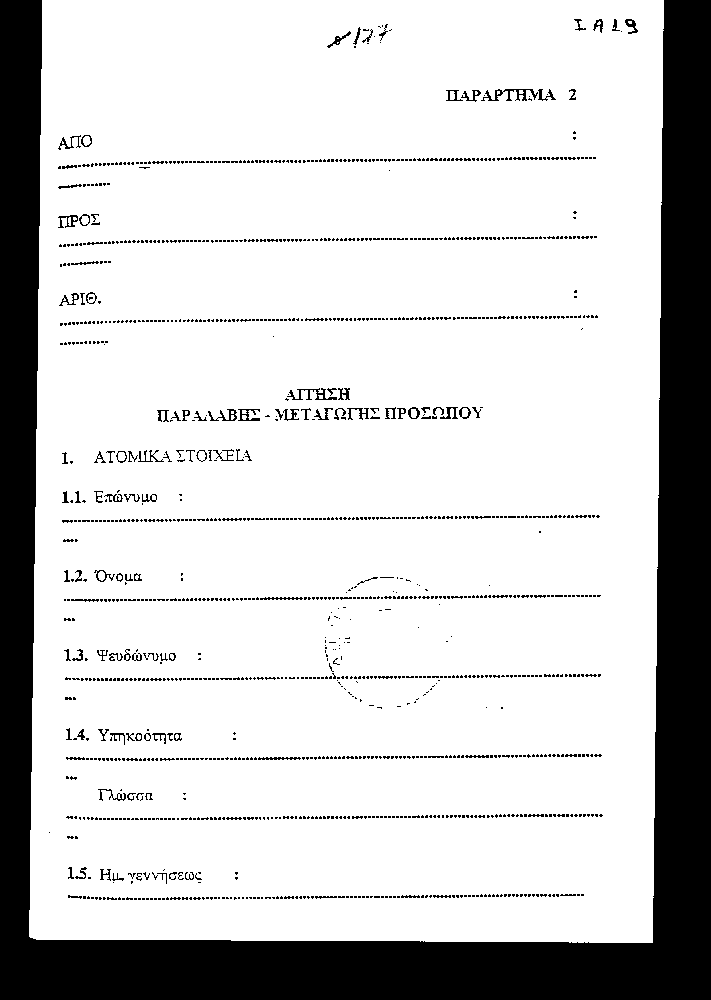 177
IA19
ΠΑΡΑΡΤΗΜΑ 2
ΑΠΟ :
..........................................................................................................................................
.............
ΠΡΟΣ :
..........................................................................................................................................
.............
ΑΡΙΘ. :
..........................................................................................................................................
............
ΑΙΤΗΣΗ
ΠΑΡΑΛΑΒΗΣ - ΜΕΤΑΓΩΓΗΣ ΠΡΟΣΩΠΟΥ
1. ΑΤΟΜΙΚΑ ΣΤΟΙΧΕΙΑ
1.1. Επώνυμο :
..........................................................................................................................................
....
1.2. Όνομα :
..........................................................................................................................................
...
1.3. Ψευδώνυμο :
..........................................................................................................................................
...
1.4. Υπηκοότητα :
..........................................................................................................................................
...
Γλώσσα :
..........................................................................................................................................
...
1.5. Ημ. γεννήσεως :
.....................................................................................................................................